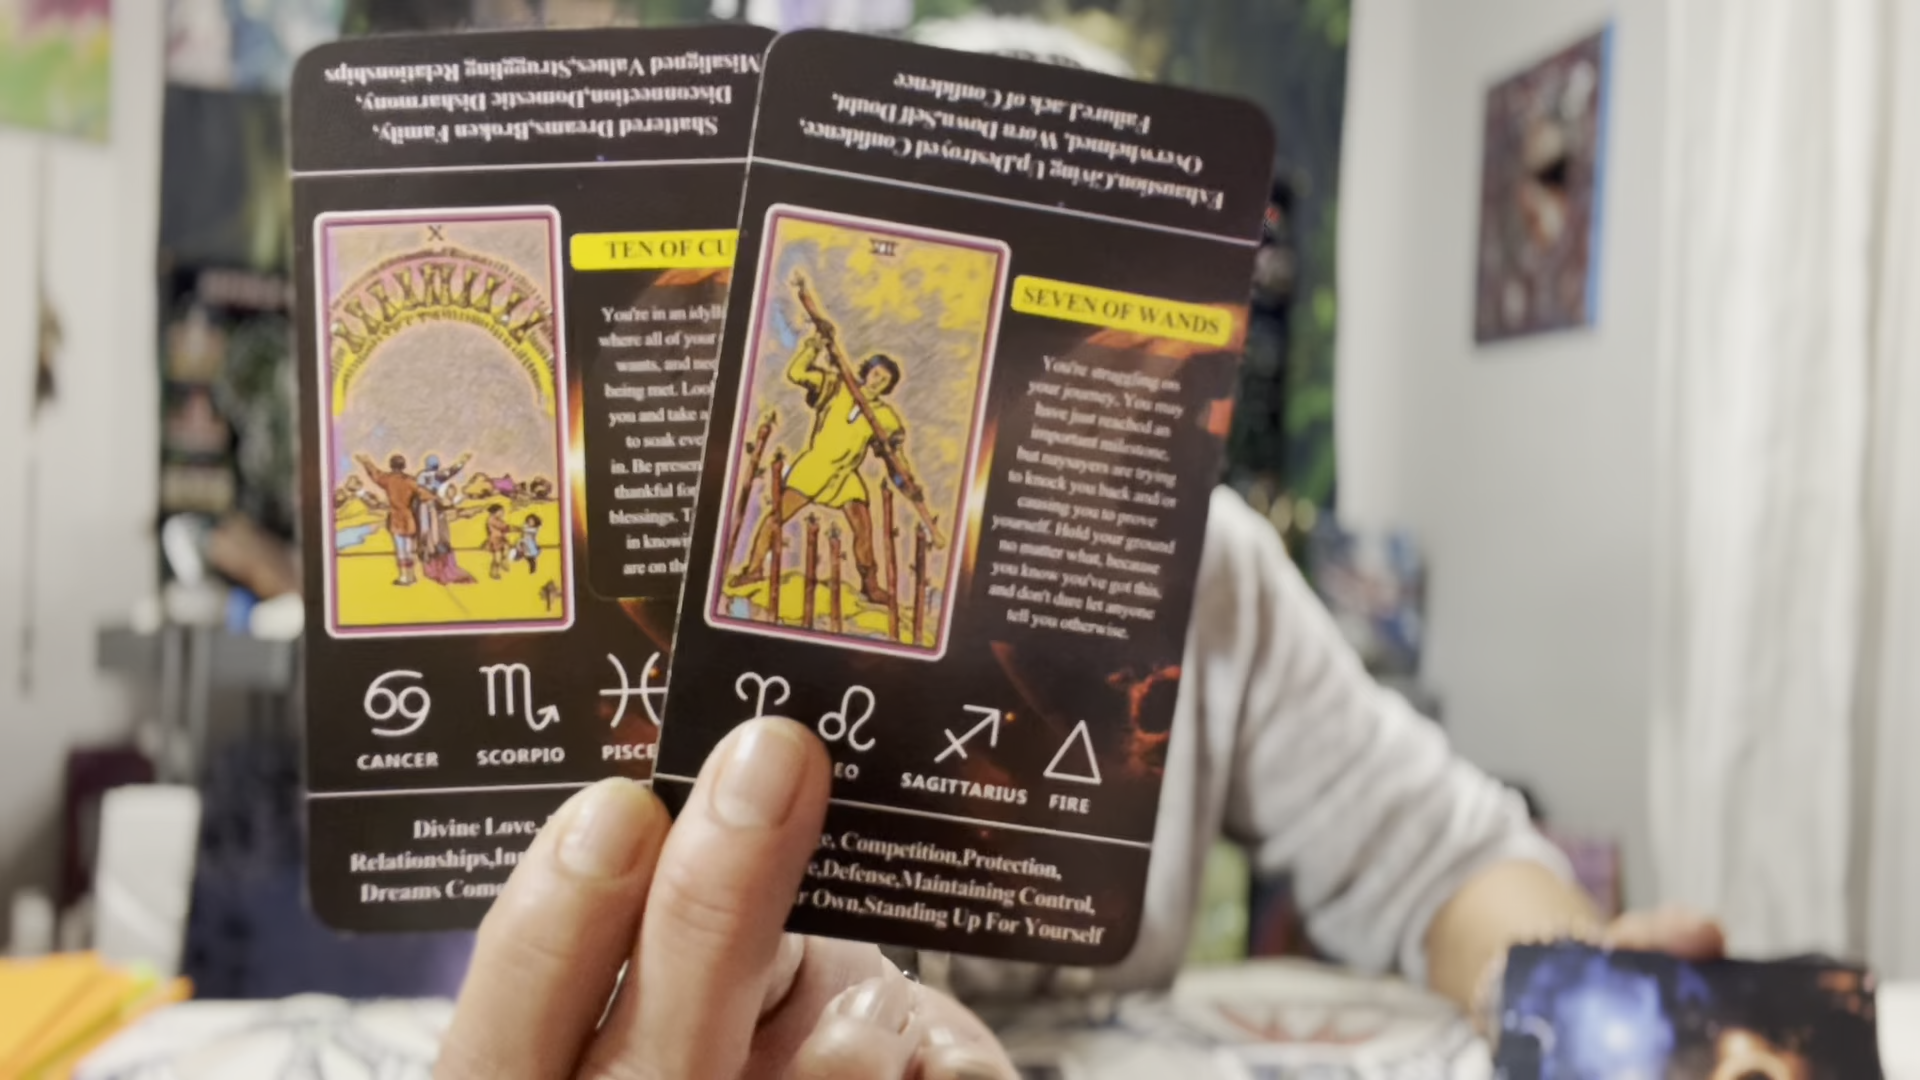 Shattered Dreams,Broken Family,
Disconnection,Domestic Disharmony,
Misaligned Values,Struggling Relationships
X
TEN OF CU
You're in an idyll
where all of your
wants, and nee
being met. Look
you and take a
to soak eve
in. Be presen
thankful for
blessings. T
in knowi
are on th
CANCER
SCORPIO
PISCE
Divine Love,
Relationships,
Dreams Come
Exhaustion,Giving Up,Destroyed Confidence,
Overwhelmed, Worn Down,Self Doubt,
Failure,Lack of Confidence
VII
SEVEN OF WANDS
You're struggling on
your journey. You may
have just reached an
important milestone,
but naysayers are trying
to knock you back and/or
causing you to prove
yourself. Hold your ground
no matter what, because
you know you've got this,
and don't dare let anyone
tell you otherwise.
EO
SAGITTARIUS
FIRE
e, Competition,Protection,
e,Defense,Maintaining Control,
r Own,Standing Up For Yourself